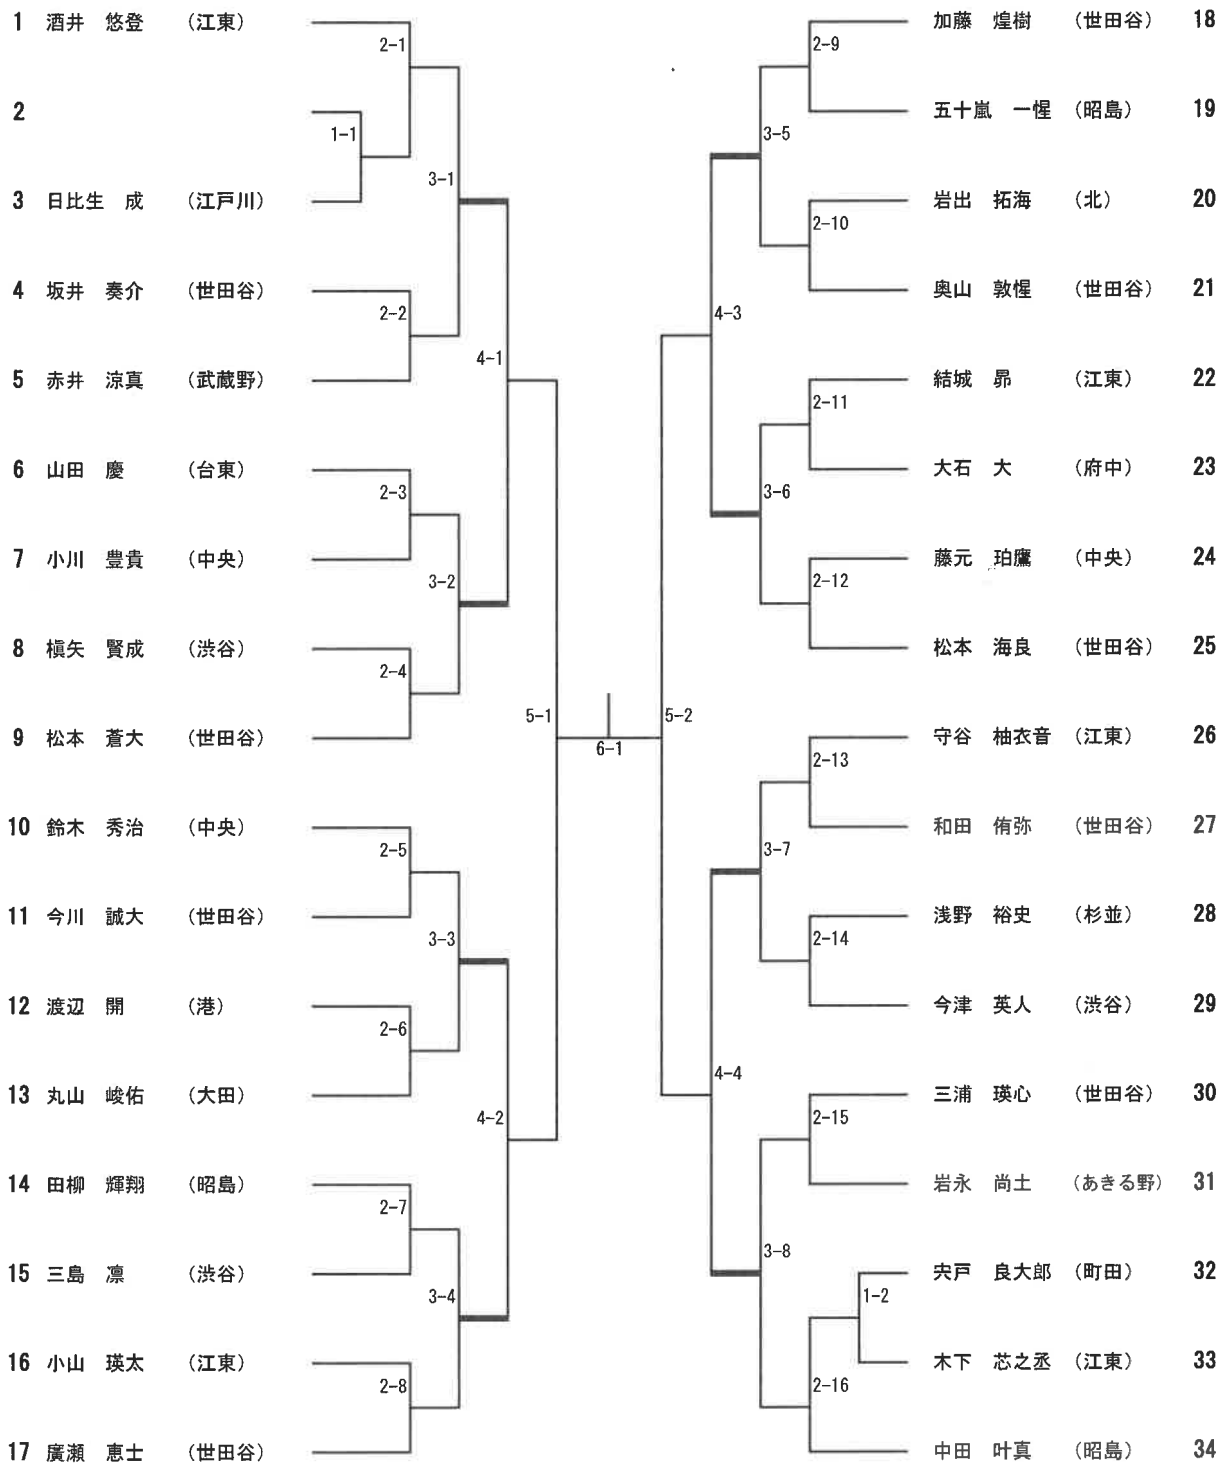 1 酒井 悠登 （江東）
2-1
2
1-1
3 日比生 成 （江戸川）
3-1
4 坂井 奏介 （世田谷）
2-2
5 赤井 涼真 （武蔵野）
4-1
6 山田 慶 （台東）
2-3
7 小川 豊貴 （中央）
3-2
8 槇矢 賢成 （渋谷）
2-4
9 松本 蒼大 （世田谷）
5-1
10 鈴木 秀治 （中央）
2-5
11 今川 誠大 （世田谷）
3-3
12 渡辺 開 （港）
2-6
13 丸山 峻佑 （大田）
4-2
14 田柳 輝翔 （昭島）
2-7
15 三島 凛 （渋谷）
3-4
16 小山 瑛太 （江東）
2-8
17 廣瀬 恵士 （世田谷）
6-1
加藤 煌樹 （世田谷） 18
2-9
五十嵐 一惺 （昭島） 19
3-5
岩出 拓海 （北） 20
2-10
奥山 敦惺 （世田谷） 21
4-3
結城 昴 （江東） 22
2-11
大石 大 （府中） 23
3-6
藤元 珀鷹 （中央） 24
2-12
松本 海良 （世田谷） 25
5-2
守谷 柚衣音 （江東） 26
2-13
和田 侑弥 （世田谷） 27
3-7
浅野 裕史 （杉並） 28
2-14
今津 英人 （渋谷） 29
4-4
三浦 瑛心 （世田谷） 30
2-15
岩永 尚土 （あきる野） 31
3-8
宍戸 良大郎 （町田） 32
1-2
木下 芯之丞 （江東） 33
2-16
中田 叶真 （昭島） 34